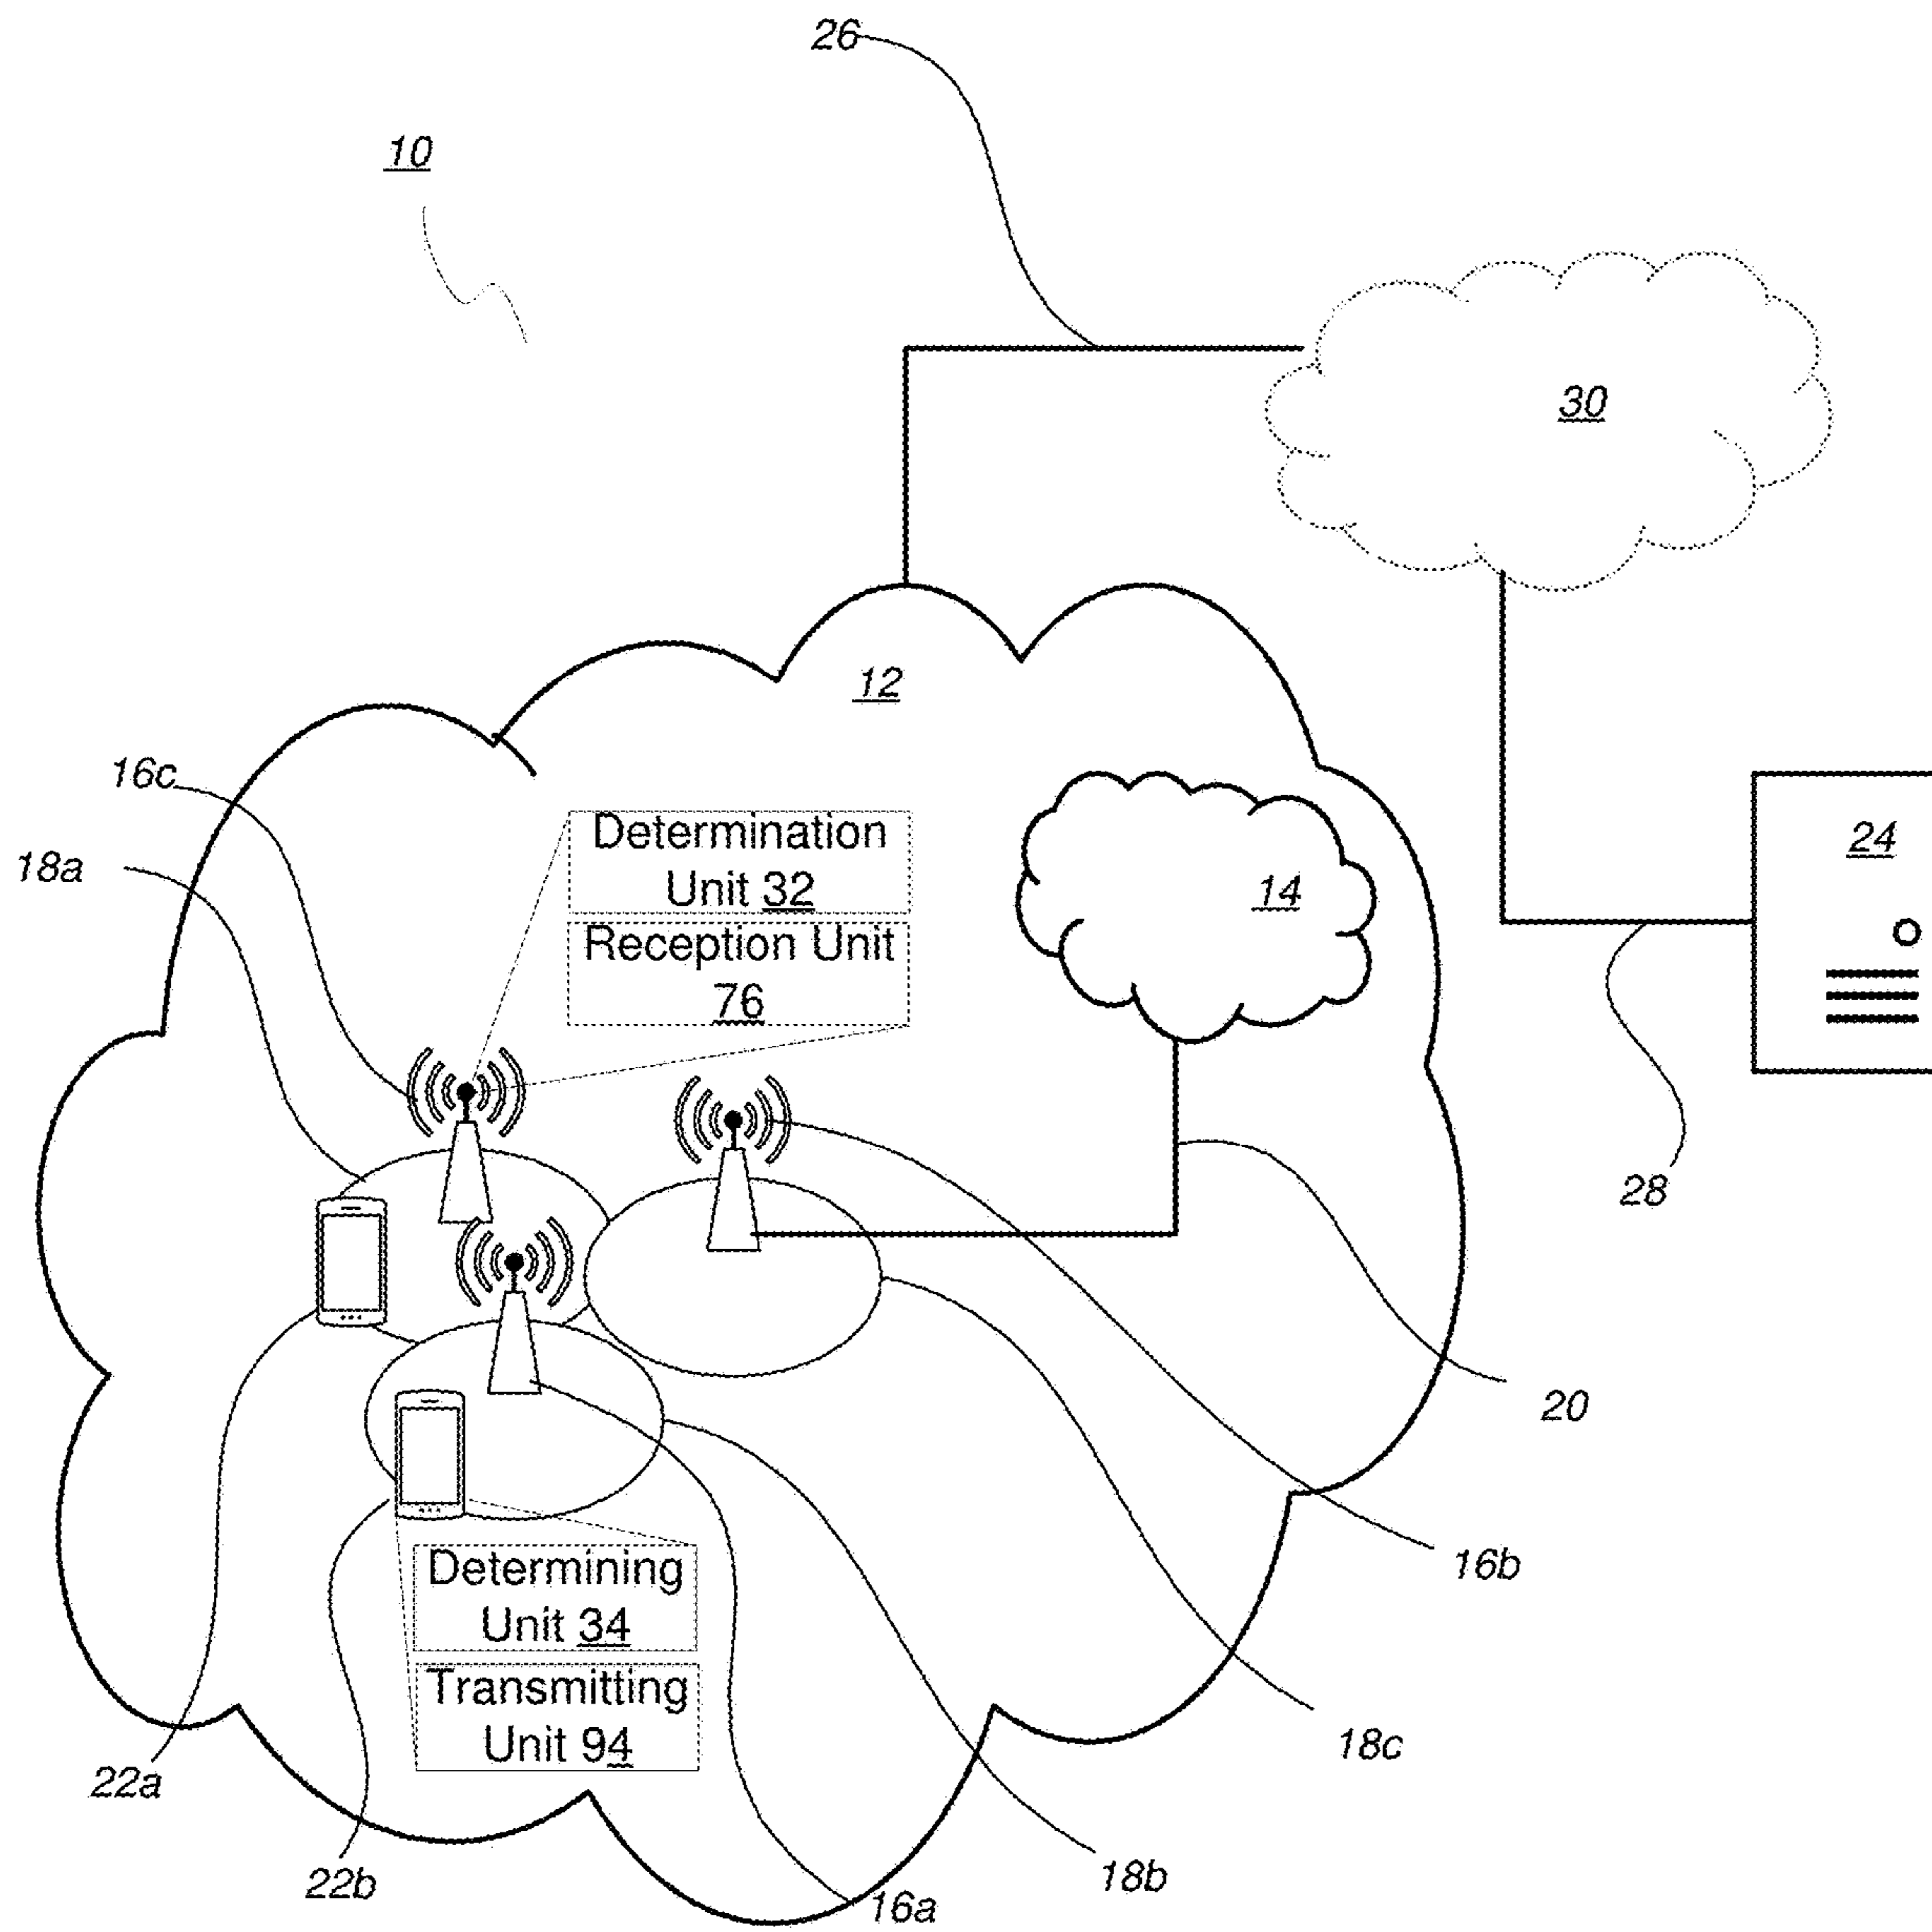 26
10
30
12
16c
18a
Determination
Unit 32
Reception Unit
76
14
24
28
20
16b
Determining
Unit 34
Transmitting
Unit 94
18c
22a
22b
18b
16a